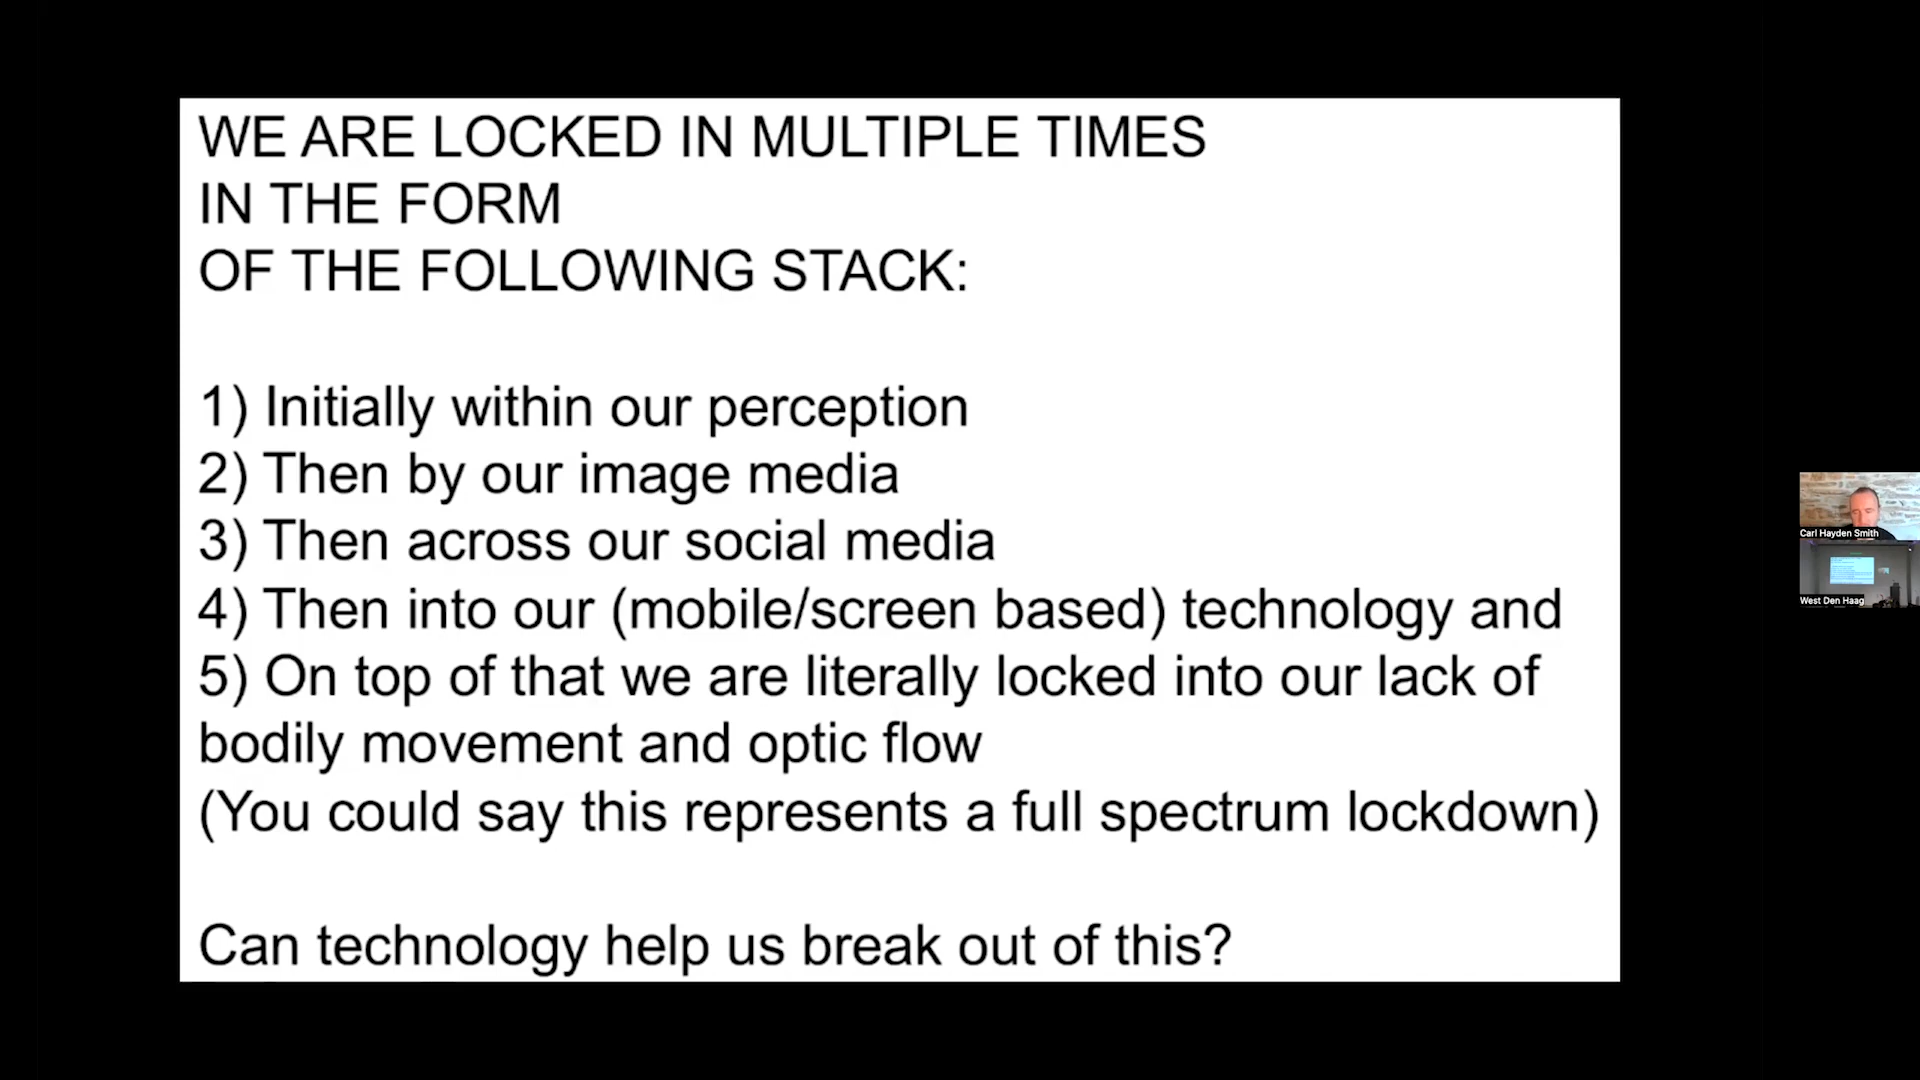 WE ARE LOCKED IN MULTIPLE TIMES
IN THE FORM
OF THE FOLLOWING STACK:
1) Initially within our perception
2) Then by our image media
3) Then across our social media
4) Then into our (mobile/screen based) technology and
5) On top of that we are literally locked into our lack of
bodily movement and optic flow
(You could say this represents a full spectrum lockdown)
Can technology help us break out of this?
Carl Hayden Smith
West Den Haag